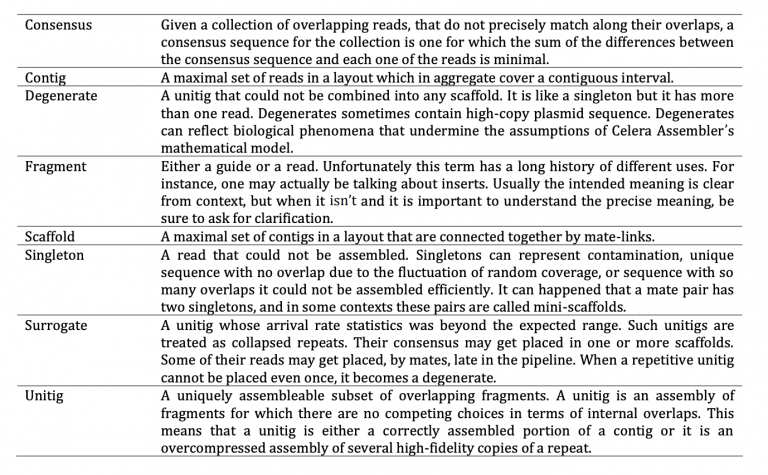 Consensus Given a collection of overlapping reads, that do not precisely match along their overlaps, a
consensus sequence for the collection is one for which the sum of the differences between
the consensus sequence and each one of the reads is minimal.
Contig A maximal set of reads in a layout which in aggregate cover a contiguous interval.
Degenerate A unitig that could not be combined into any scaffold. It is like a singleton but it has more
than one read. Degenerates sometimes contain high-copy plasmid sequence. Degenerates
can reflect biological phenomena that undermine the assumptions of Celera Assembler's
mathematical model.
Fragment Either a guide or a read. Unfortunately this term has a long history of different uses. For
instance, one may actually be talking about inserts. Usually the intended meaning is clear
from context, but when it isn't and it is important to understand the precise meaning, be
sure to ask for clarification.
Scaffold A maximal set of contigs in a layout that are connected together by mate-links.
Singleton A read that could not be assembled. Singletons can represent contamination, unique
sequence with no overlap due to the fluctuation of random coverage, or sequence with so
many overlaps it could not be assembled efficiently. It can happened that a mate pair has
two singletons, and in some contexts these pairs are called mini-scaffolds.
Surrogate A unitig whose arrival rate statistics was beyond the expected range. Such unitigs are
treated as collapsed repeats. Their consensus may get placed in one or more scaffolds.
Some of their reads may get placed, by mates, late in the pipeline. When a repetitive unitig
cannot be placed even once, it becomes a degenerate.
Unitig A uniquely assembleable subset of overlapping fragments. A unitig is an assembly of
fragments for which there are no competing choices in terms of internal overlaps. This
means that a unitig is either a correctly assembled portion of a contig or it is an
overcompressed assembly of several high-fidelity copies of a repeat.